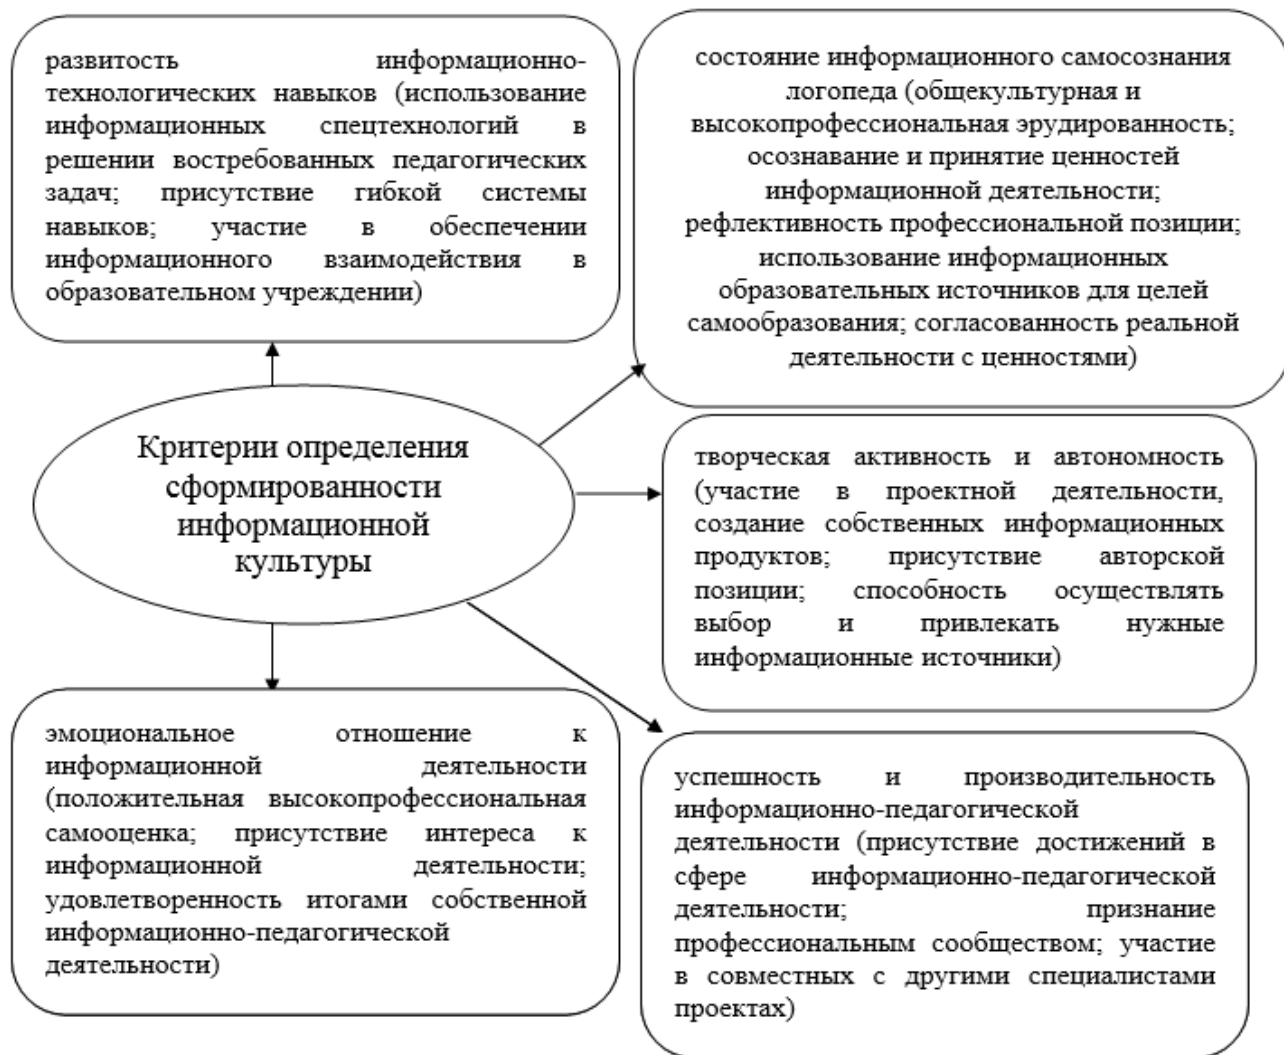 развитость информационно-
технологических навыков (использование
информационных спецтехнологий в
решении востребованных педагогических
задач; присутствие гибкой системы
навыков; участие в обеспечении
информационного взаимодействия в
образовательном учреждении)
состояние информационного самосознания
логопеда (общекультурная и
высокопрофессиональная эрудированность;
осознавание и принятие ценностей
информационной деятельности;
рефлективность профессиональной позиции;
использование информационных
образовательных источников для целей
самообразования; согласованность реальной
деятельности с ценностями)
Критерии определения
сформированности
информационной
культуры
творческая активность и автономность
(участие в проектной деятельности,
создание собственных информационных
продуктов; присутствие авторской
позиции; способность осуществлять
выбор и привлекать нужные
информационные источники)
эмоциональное отношение к
информационной деятельности
(положительная высокопрофессиональная
самооценка; присутствие интереса к
информационной деятельности;
удовлетворенность итогами собственной
информационно-педагогической
деятельности)
успешность и производительность
информационно-педагогической
деятельности (присутствие достижений в
сфере информационно-педагогической
деятельности; признание
профессиональным сообществом; участие
в совместных с другими специалистами
проектах)